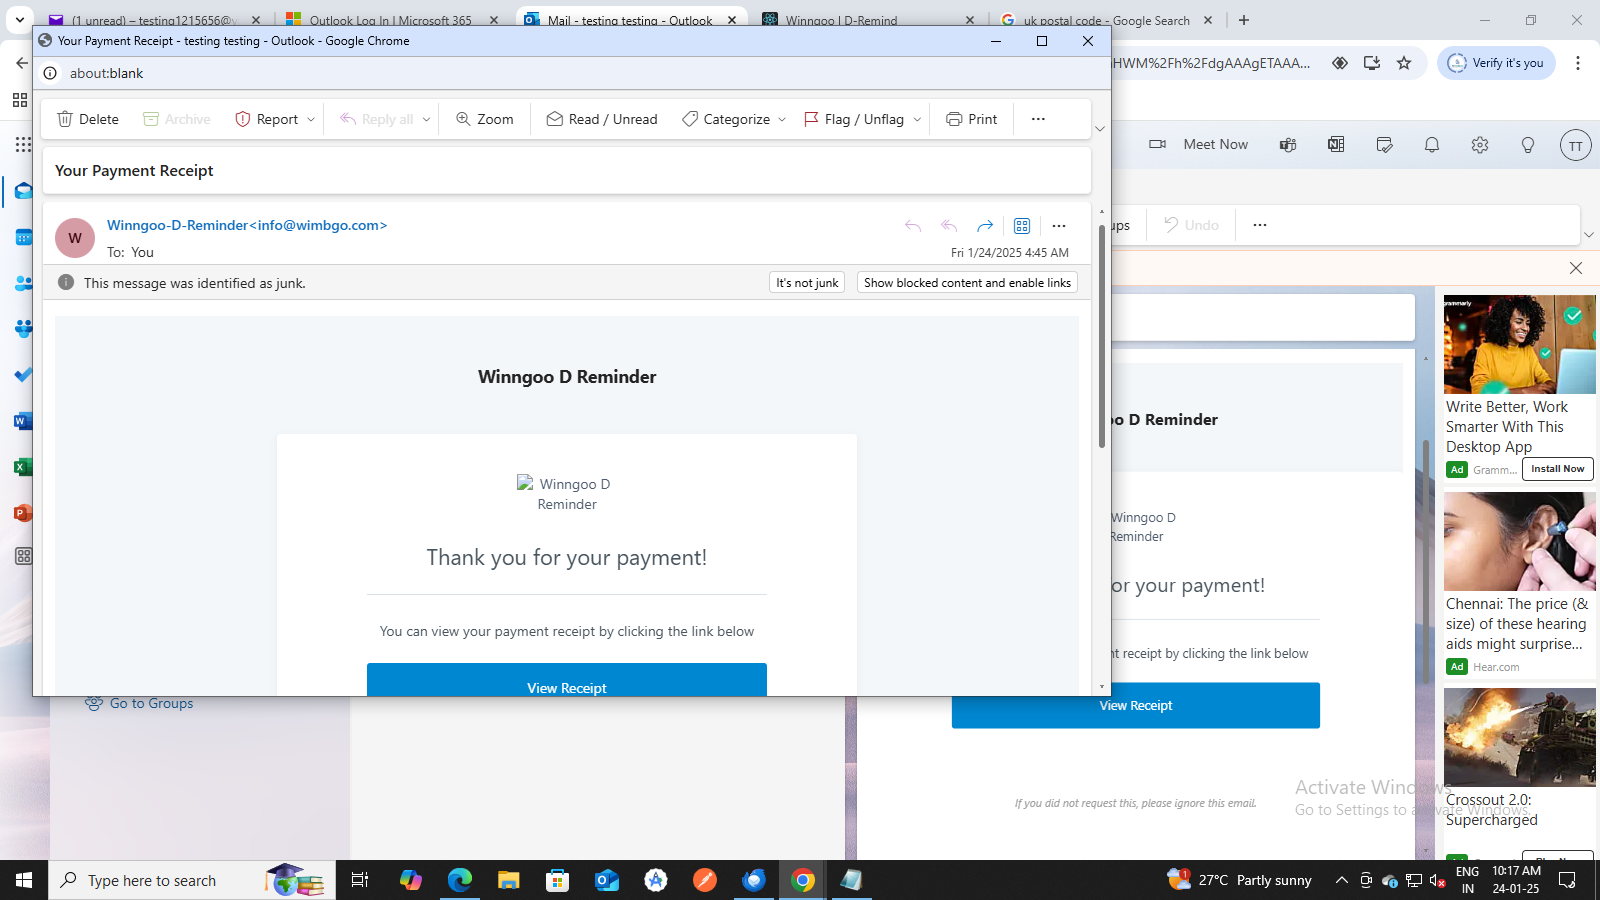 (1 unread) – testing1215656@y
Outlook Log In | Microsoft 365
Mail - testing testing - Outlook
Winngoo | D-Remind
uk postal code - Google Search
Your Payment Receipt - testing testing - Outlook - Google Chrome
about:blank
HWM%2Fh%2FdgAAAgETAAA...
Verify it's you
Delete
Archive
Report
Reply all
Zoom
Read / Unread
Categorize
Flag / Unflag
Print
Meet Now
TT
Your Payment Receipt
ups
Undo
W
Winngoo-D-Reminder<info@wimbgo.com>
To: You
Fri 1/24/2025 4:45 AM
This message was identified as junk.
It's not junk
Show blocked content and enable links
Winngoo D Reminder
Winngoo D
Reminder
Thank you for your payment!
You can view your payment receipt by clicking the link below
View Receipt
o D Reminder
Winngoo D
Reminder
or your payment!
nt receipt by clicking the link below
View Receipt
If you did not request this, please ignore this email.
Go to Groups
grammarly
Write Better, Work
Smarter With This
Desktop App
Ad Gramm...
Install Now
Chennai: The price (&
size) of these hearing
aids might surprise...
Ad Hear.com
Crossout 2.0:
Supercharged
Activate Windows
Go to Settings to activate Windows.
Type here to search
27°C Partly sunny
ENG
IN
10:17 AM
24-01-25